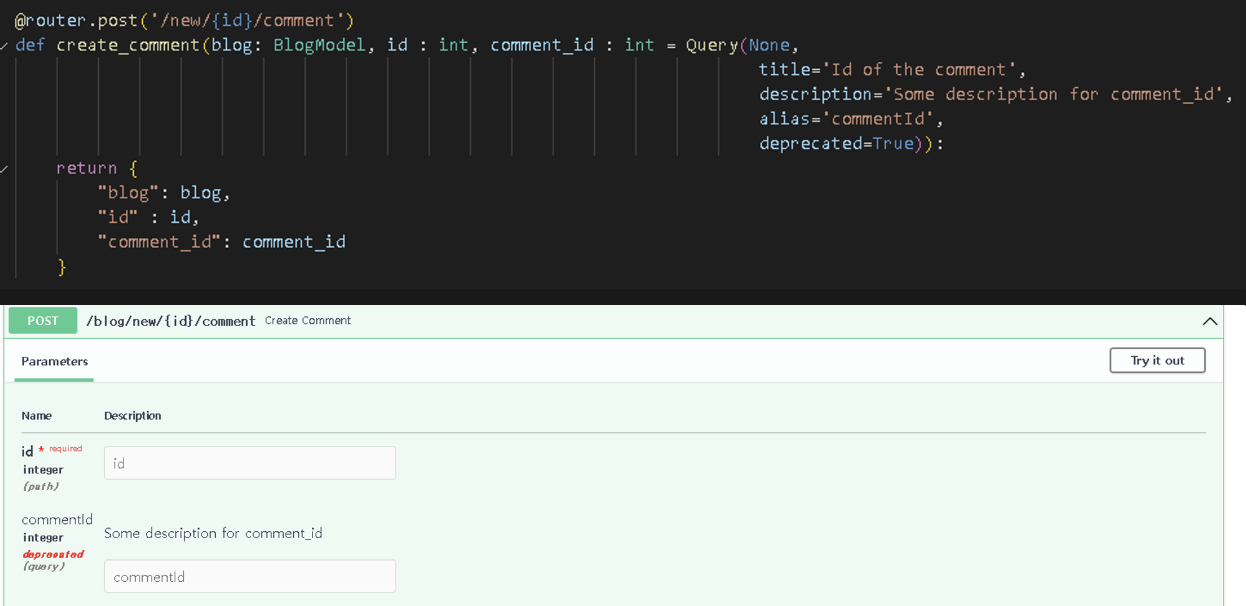 @router.post('/new/{id}/comment')
def create_comment(blog: BlogModel, id : int, comment_id : int = Query(None,
title='Id of the comment',
description='Some description for comment_id',
alias='commentId',
deprecated=True)):
return {
"blog": blog,
"id" : id,
"comment_id": comment_id
}
POST /blog/new/{id}/comment Create Comment
Parameters Try it out
Name Description
id * required
integer
(path)
id
commentId
integer
deprecated
(query)
Some description for comment_id
commentId